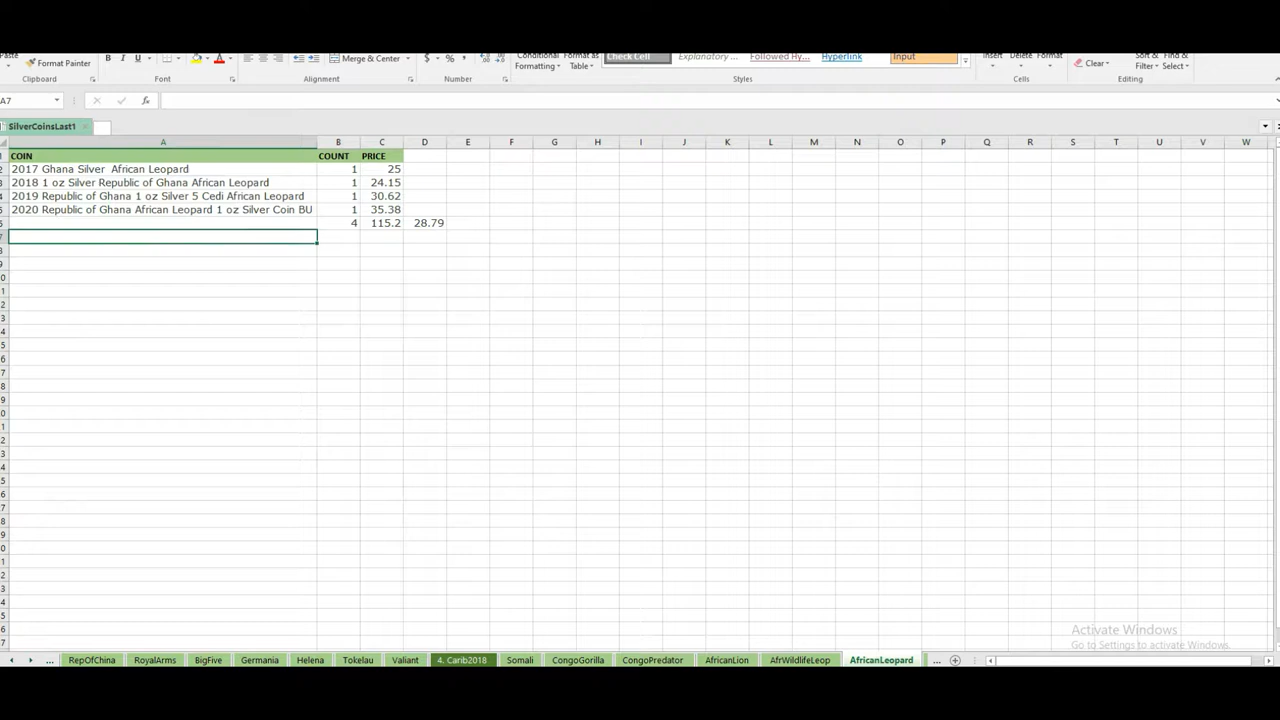 Paste
Format Painter
B I U
A
Merge & Center
$ %
Conditional
Formatting
Format as
Table
Check Cell
Explanatory ...
Followed Hy...
Hyperlink
Input
Insert
Delete
Format
Clear
Sort &
Filter
Find &
Select
Clipboard
Font
Alignment
Number
Styles
Cells
Editing
A7
fx
SilverCoinsLast1
A B C D E F G H I J K L M N O P Q R S T U V W
COIN COUNT PRICE
2017 Ghana Silver African Leopard 1 25
2018 1 oz Silver Republic of Ghana African Leopard 1 24.15
2019 Republic of Ghana 1 oz Silver 5 Cedi African Leopard 1 30.62
2020 Republic of Ghana African Leopard 1 oz Silver Coin BU 1 35.38
4 115.2 28.79
Activate Windows
Go to Settings to activate Windows.
... RepOfChina RoyalArms BigFive Germania Helena Tokelau Valiant 4. Carib2018 Somali CongoGorilla CongoPredator AfricanLion AfrWildlifeLeop AfricanLeopard ...